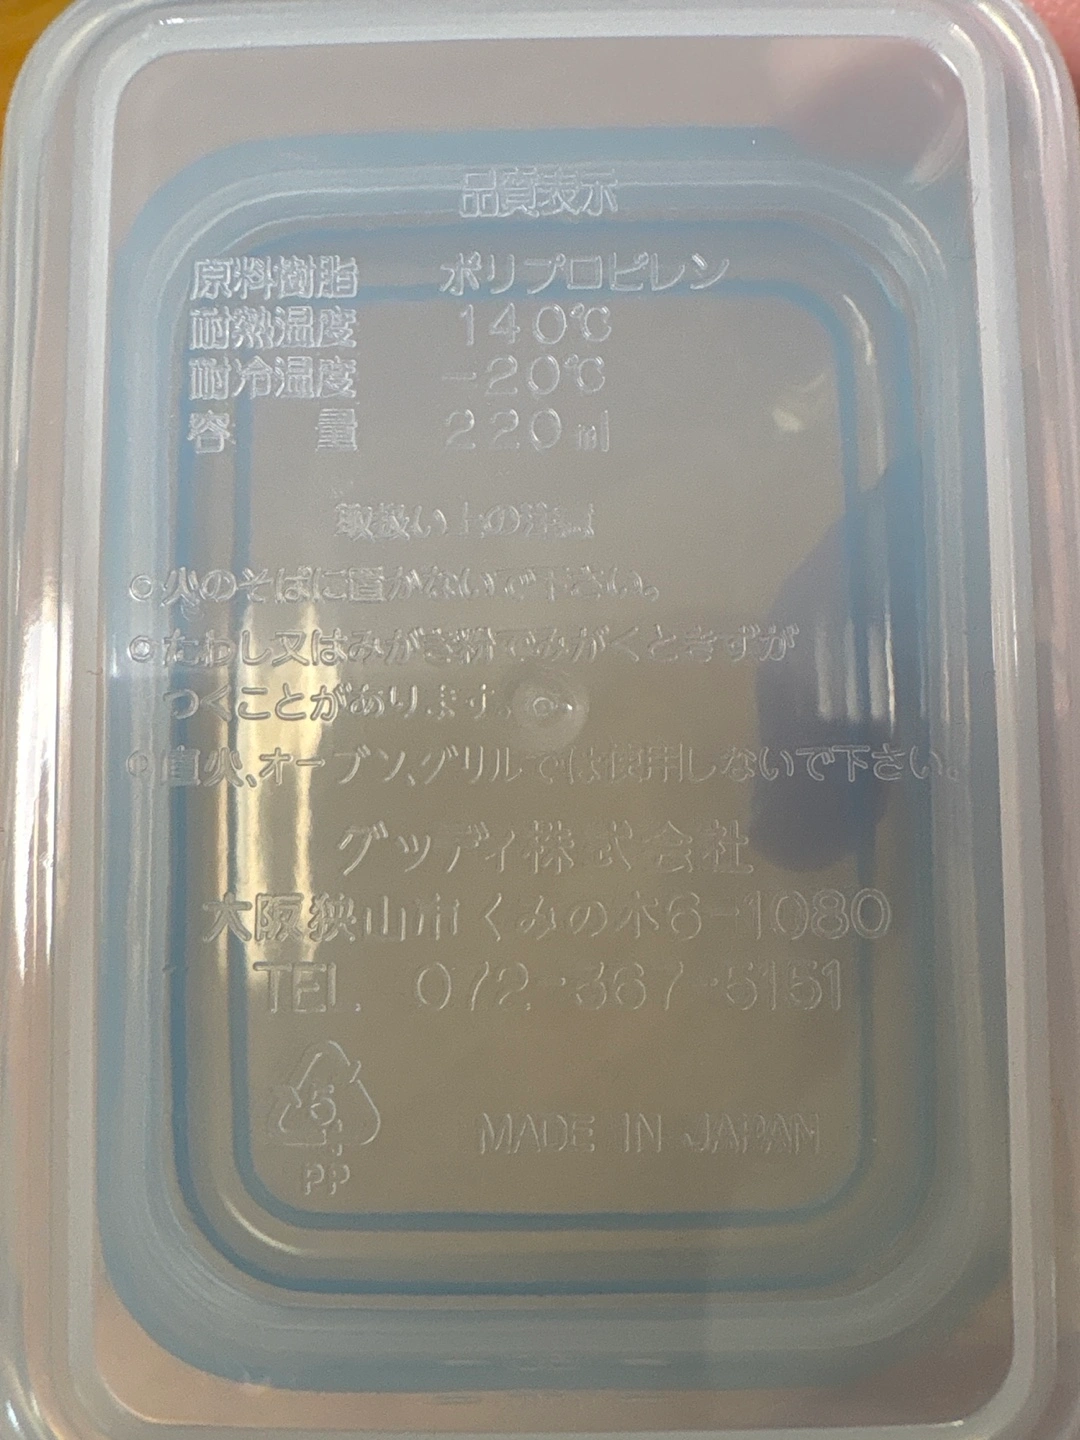 品質表示
原料樹脂 ポリプロピレン
耐熱温度 140℃
耐冷温度 -20℃
容量 220ml
取扱い上の注意
●火のそばに置かないで下さい。
●たわし又はみがき粉でみがくときずが
つくことがあります。
●直火、オーブン、グリルでは使用しないで下さい。
グッディ株式会社
大阪狭山市くみの木6-1080
TEL. 072-367-5151
5
PP
MADE IN JAPAN